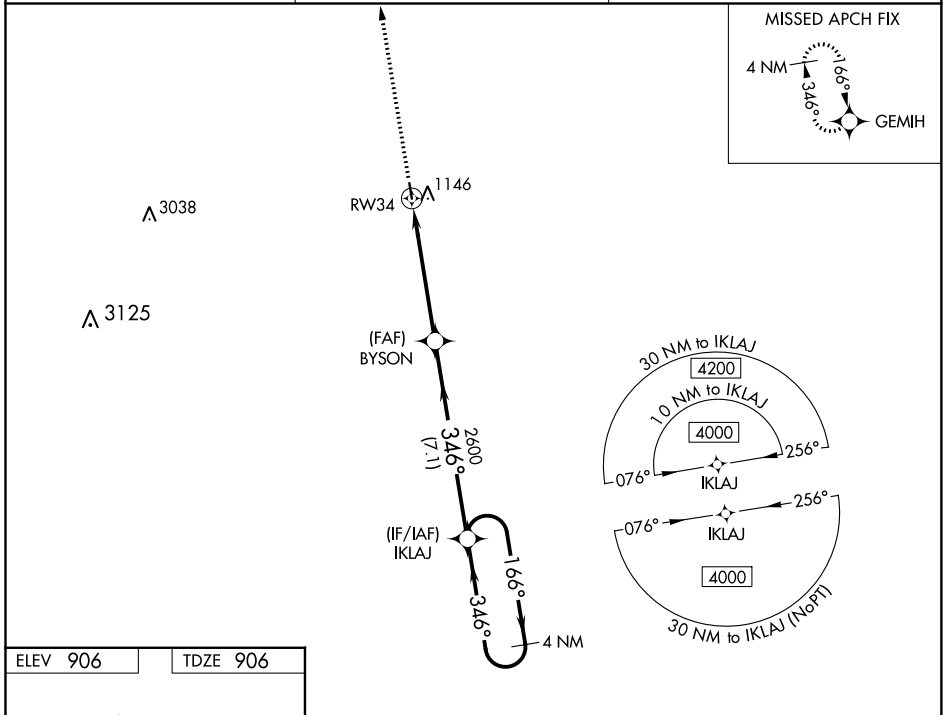 MISSED APCH FIX
4 NM
166°
346°
GEMIH
RW34
1146
3038
3125
(FAF)
BYSON
2600
346°
(7.1)
(IF/IAF)
IKLAJ
166°
346°
4 NM
30 NM to IKLAJ
4200
10 NM to IKLAJ
4000
076°
256°
IKLAJ
076°
256°
IKLAJ
4000
30 NM to IKLAJ (NoPT)
ELEV 906
TDZE 906